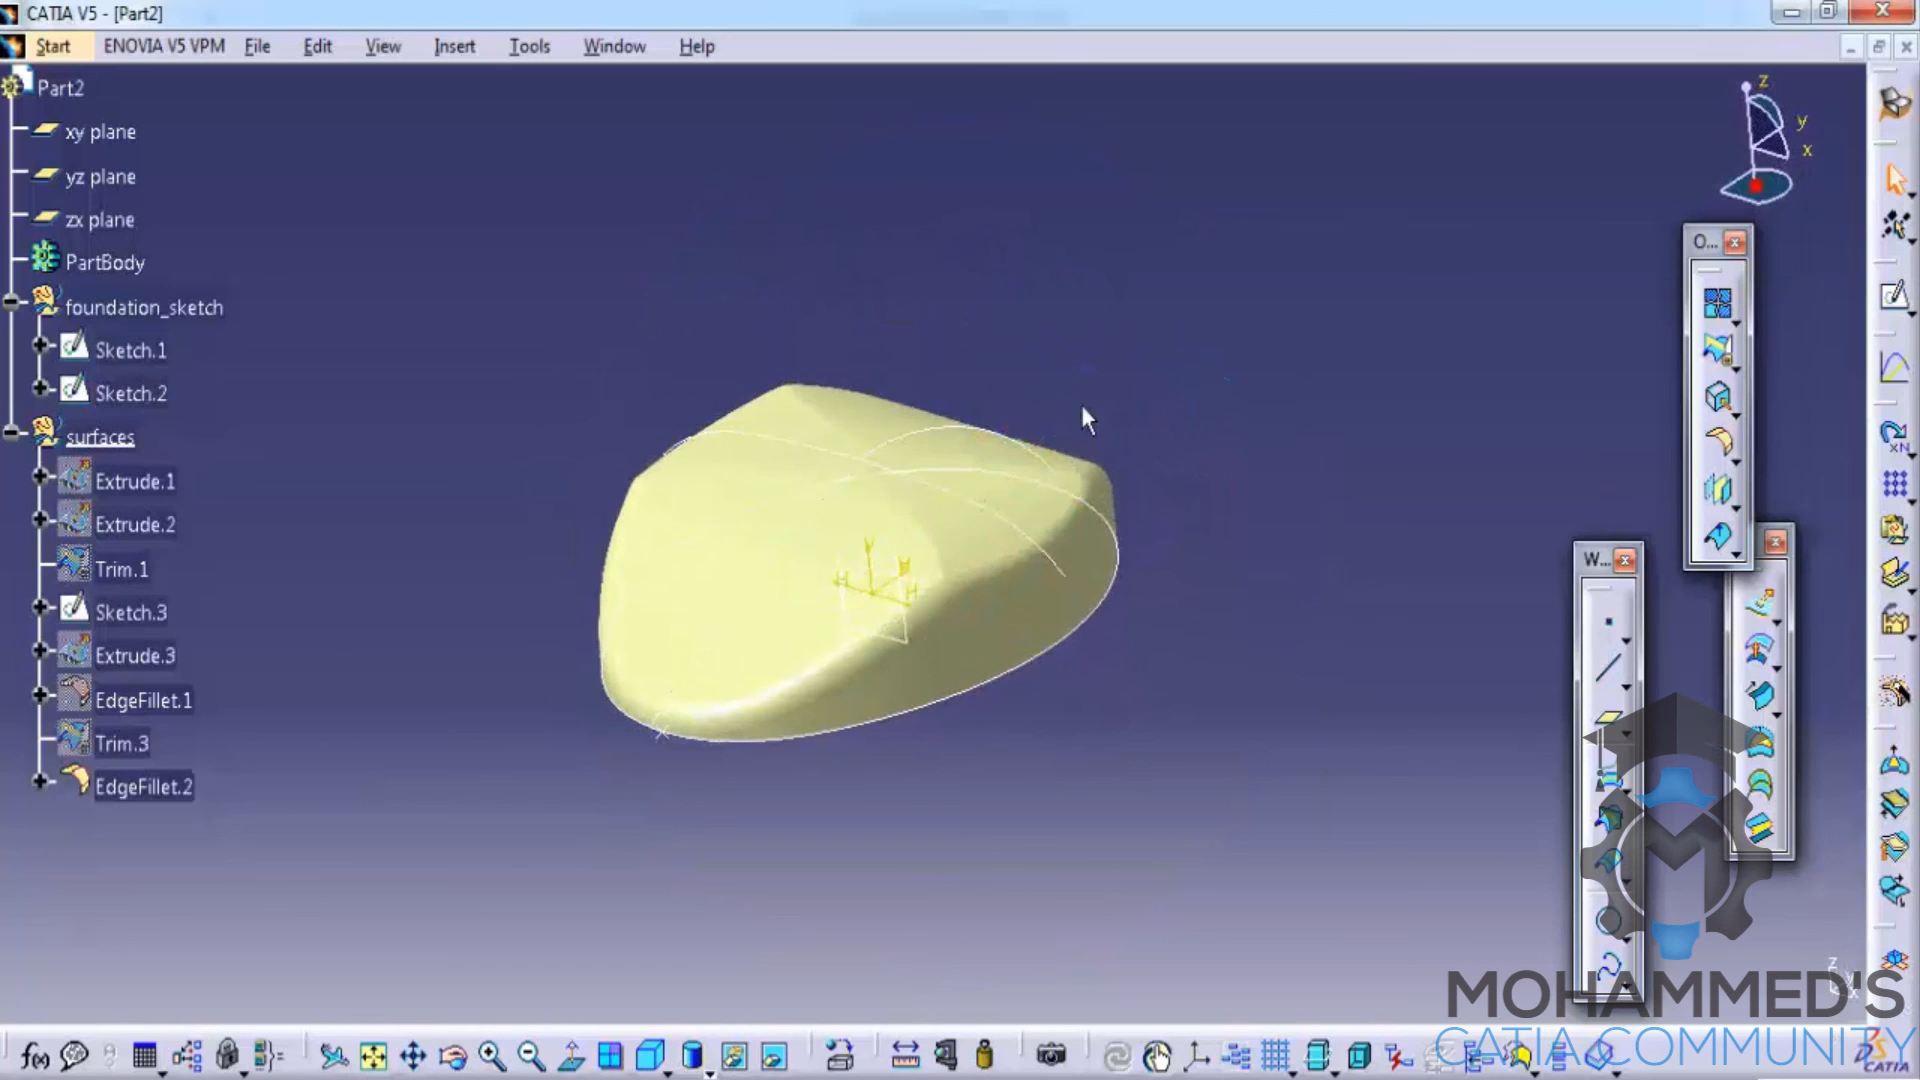 CATIA V5 - [Part2]
Start ENOVIA V5 VPM File Edit View Insert Tools Window Help
Part2
xy plane
yz plane
zx plane
PartBody
foundation_sketch
Sketch.1
Sketch.2
surfaces
Extrude.1
Extrude.2
Trim.1
Sketch.3
Extrude.3
EdgeFillet.1
Trim.3
EdgeFillet.2
z
y
x
O...
W...
V
H
H
xN
f(x)
MOHAMMED'S
CATIA COMMUNITY
CATIA